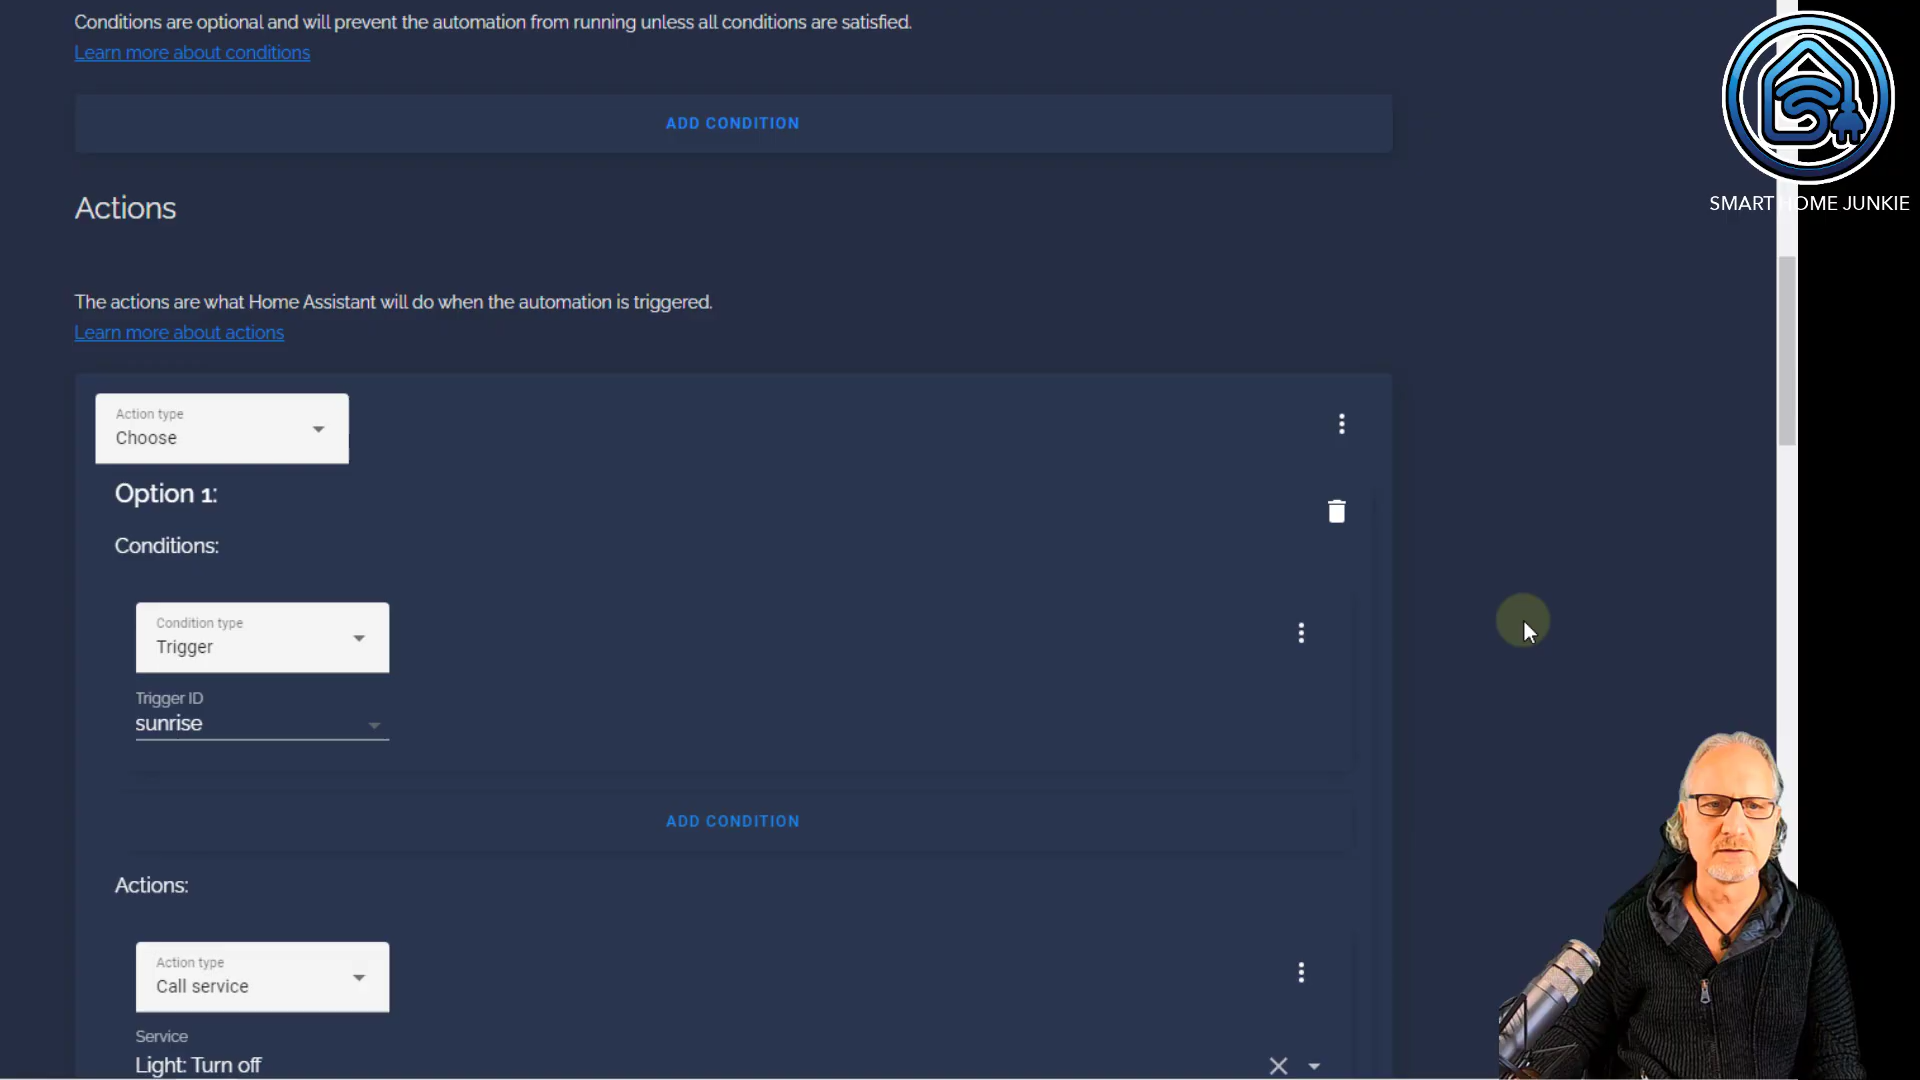 Conditions are optional and will prevent the automation from running unless all conditions are satisfied.
Learn more about conditions
ADD CONDITION
SMART HOME JUNKIE
Actions
The actions are what Home Assistant will do when the automation is triggered.
Learn more about actions
Action type
Choose
Option 1:
Conditions:
Condition type
Trigger
Trigger ID
sunrise
ADD CONDITION
Actions:
Action type
Call service
Service
Light: Turn off